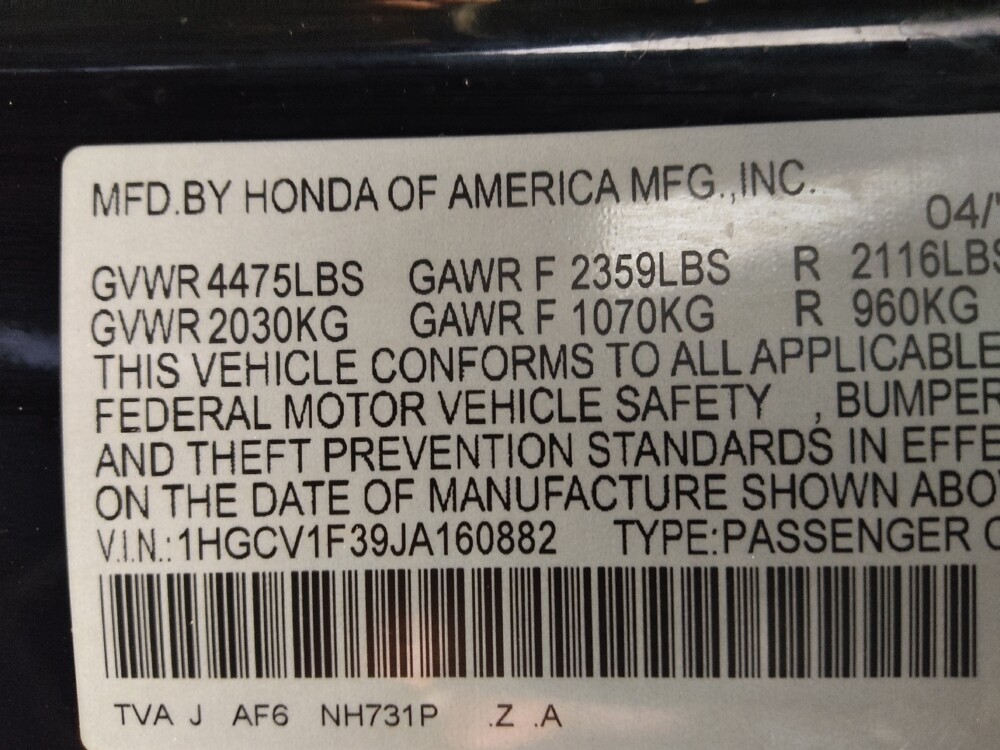 MFD.BY HONDA OF AMERICA MFG.,INC.
04/
GVWR 4475LBS GAWR F 2359LBS R 2116LBS
GVWR 2030KG GAWR F 1070KG R 960KG
THIS VEHICLE CONFORMS TO ALL APPLICABLE
FEDERAL MOTOR VEHICLE SAFETY , BUMPER
AND THEFT PREVENTION STANDARDS IN EFFE
ON THE DATE OF MANUFACTURE SHOWN ABO
V.I.N.: 1HGCV1F39JA160882 TYPE:PASSENGER C
TVA J AF6 NH731P .Z .A